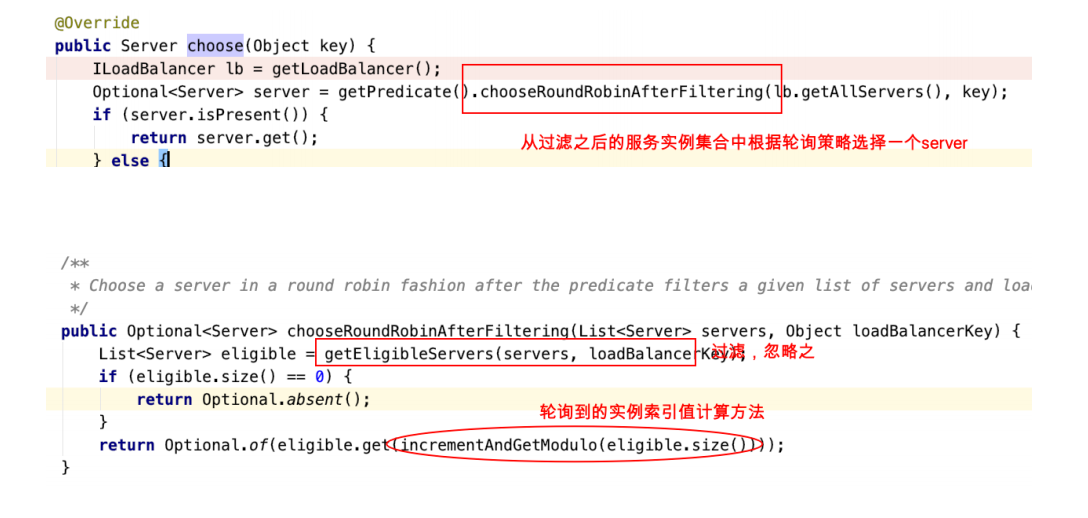 @Override
public Server choose(Object key) {
ILoadBalancer lb = getLoadBalancer();
Optional<Server> server = getPredicate().chooseRoundRobinAfterFiltering(lb.getAllServers(), key);
if (server.isPresent()) {
return server.get();
从过滤之后的服务实例集合中根据轮询策略选择一个server
} else {
/**
* Choose a server in a round robin fashion after the predicate filters a given list of servers and loa
*/
public Optional<Server> chooseRoundRobinAfterFiltering(List<Server> servers, Object loadBalancerKey) {
List<Server> eligible = getEligibleServers(servers, loadBalancerKey);
过滤，忽略之
if (eligible.size() == 0) {
return Optional.absent();
轮询到的实例索引值计算方法
}
return Optional.of(eligible.get(incrementAndGetModulo(eligible.size())));
}